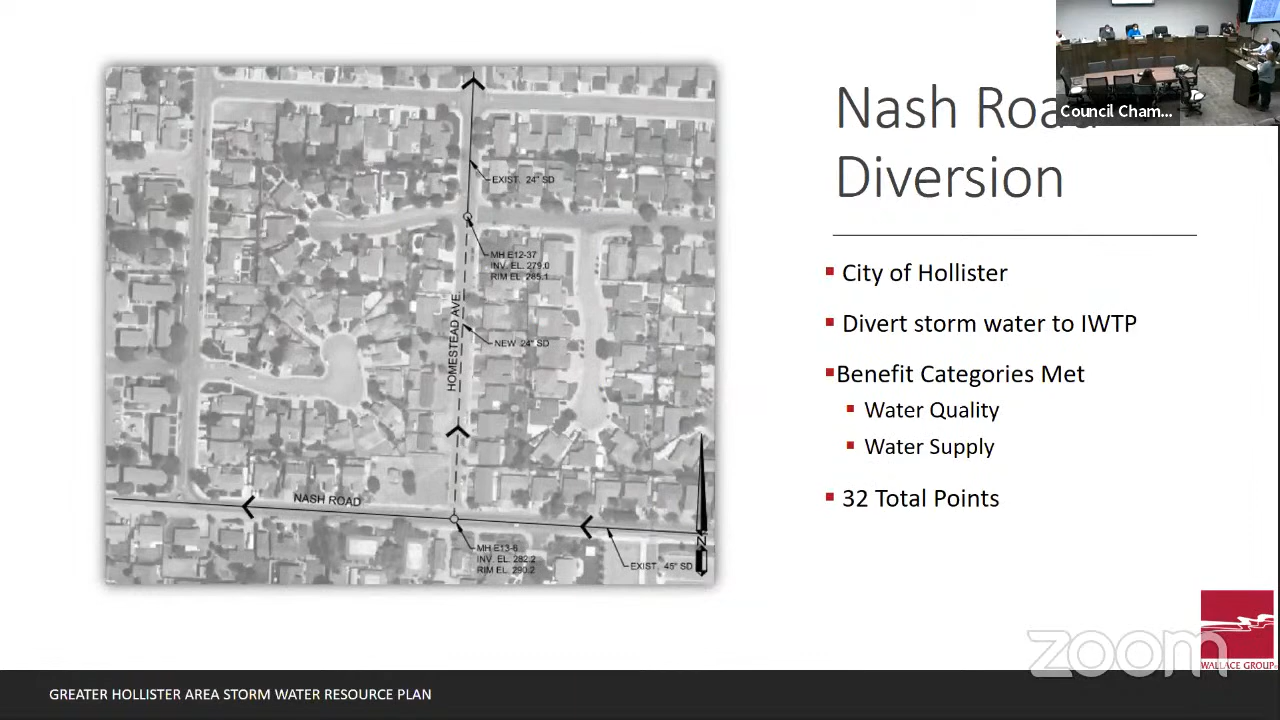 Nash Road
Diversion
Council Cham...
City of Hollister
Divert storm water to IWTP
Benefit Categories Met
Water Quality
Water Supply
32 Total Points
EXIST. 24" SD
MH E12-37
INV. EL. 279.0
RIM EL. 285.1
HOMESTEAD AVE.
NEW 24" SD
NASH ROAD
MH E13-6
INV. EL. 282.2
RIM EL. 290.2
EXIST. 45" SD
N
zoom
WALLACE GROUP
GREATER HOLLISTER AREA STORM WATER RESOURCE PLAN